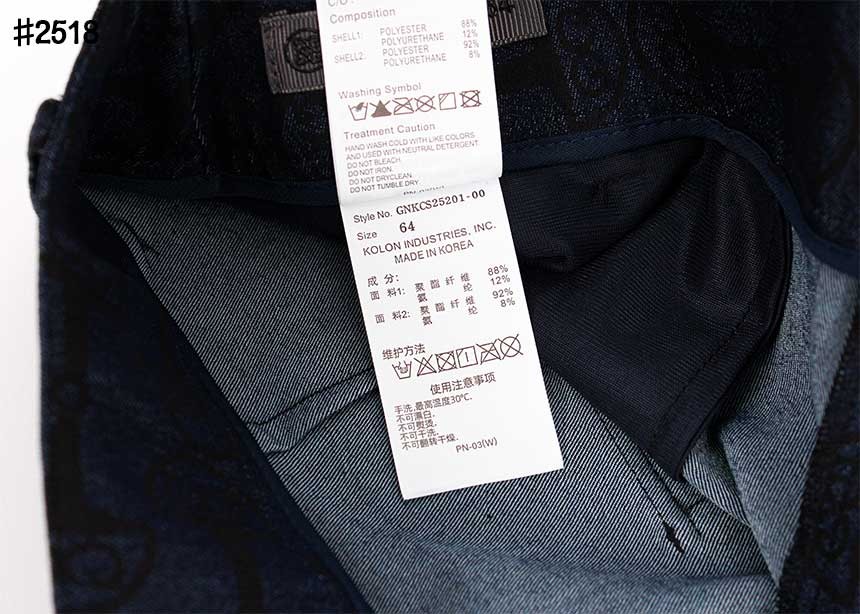 #2518
64
C/O :
Composition
SHELL1: POLYESTER 88%
POLYURETHANE 12%
SHELL2: POLYESTER 92%
POLYURETHANE 8%
Washing Symbol
Treatment Caution
HAND WASH COLD WITH LIKE COLORS
AND USED WITH NEUTRAL DETERGENT.
DO NOT BLEACH
DO NOT IRON
DO NOT DRYCLEAN
DO NOT TUMBLE DRY
Style No. GNKCS25201-00
Size 64
KOLON INDUSTRIES, INC.
MADE IN KOREA
成 分:
面 料1: 聚 酯 纤 维 88%
氨 纶 12%
面 料2: 聚 酯 纤 维 92%
氨 纶 8%
维护方法
使用注意事项
手洗,最高温度30℃.
不可漂白.
不可熨烫.
不可干洗.
不可翻转干燥.
PN-03(W)